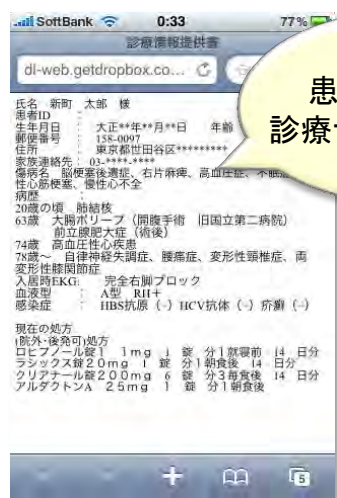 SoftBank 0:33 77%
診療情報提供書
dl-web.getdropbox.co...
患
診療
氏名 新町 太郎 様
患者ID :
生年月日 : 大正**年**月**日 年齢
郵便番号 : 158-0097
住所 : 東京都世田谷区*********
家族連絡先: 03-****-****
傷病名 脳梗塞後遺症、右片麻痺、高血圧症、不眠
性心筋梗塞、慢性心不全
病歴 :
20歳の頃 肺結核
63歳 大腸ポリープ(開腹手術 旧国立第二病院)
前立腺肥大症(術後)
74歳 高血圧性心疾患
78歳~ 自律神経失調症、腰痛症、変形性頸椎症、両
変形性膝関節症
入居時EKG: 完全右脚ブロック
血液型 : A型 RH+
感染症 : HBS抗原(-)HCV抗体(-)疥癬(-)
現在の処方
(院外・後発可)処方
ロヒプノール錠1 1mg 1 錠 分1就寝前 14 日分
ラシックス錠20mg 1 錠 分1朝食後 14 日分
クリアナール錠200mg 6 錠 分3毎食後 14 日分
アルダクトンA 25mg 1 錠 分1朝食後
5